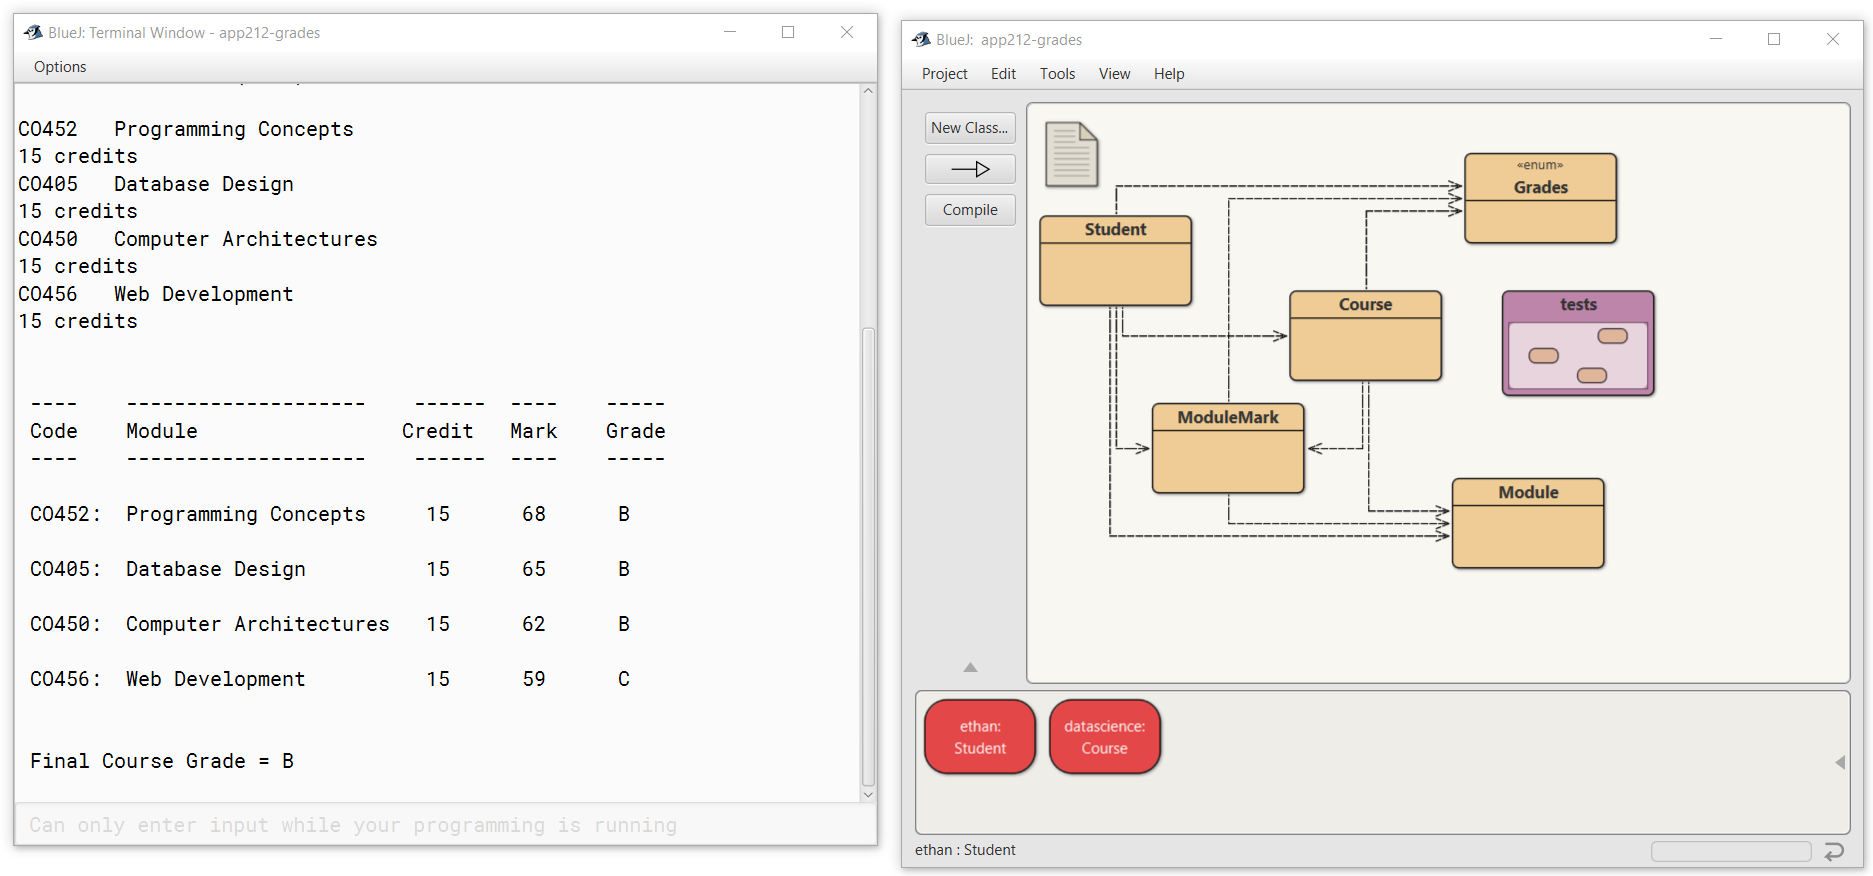 BlueJ: Terminal Window - app212-grades
Options
CO452   Programming Concepts
15 credits
CO405   Database Design
15 credits
CO450   Computer Architectures
15 credits
CO456   Web Development
15 credits
----    --------------------    ------  ----    -----
Code    Module                 Credit   Mark    Grade
----    --------------------    ------  ----    -----
CO452:  Programming Concepts     15      68      B
CO405:  Database Design          15      65      B
CO450:  Computer Architectures   15      62      B
CO456:  Web Development          15      59      C
Final Course Grade = B
Can only enter input while your programming is running
BlueJ:  app212-grades
Project  Edit  Tools  View  Help
New Class...
Compile
«enum»
Grades
Student
Course
tests
ModuleMark
Module
ethan:
Student
datascience:
Course
ethan : Student